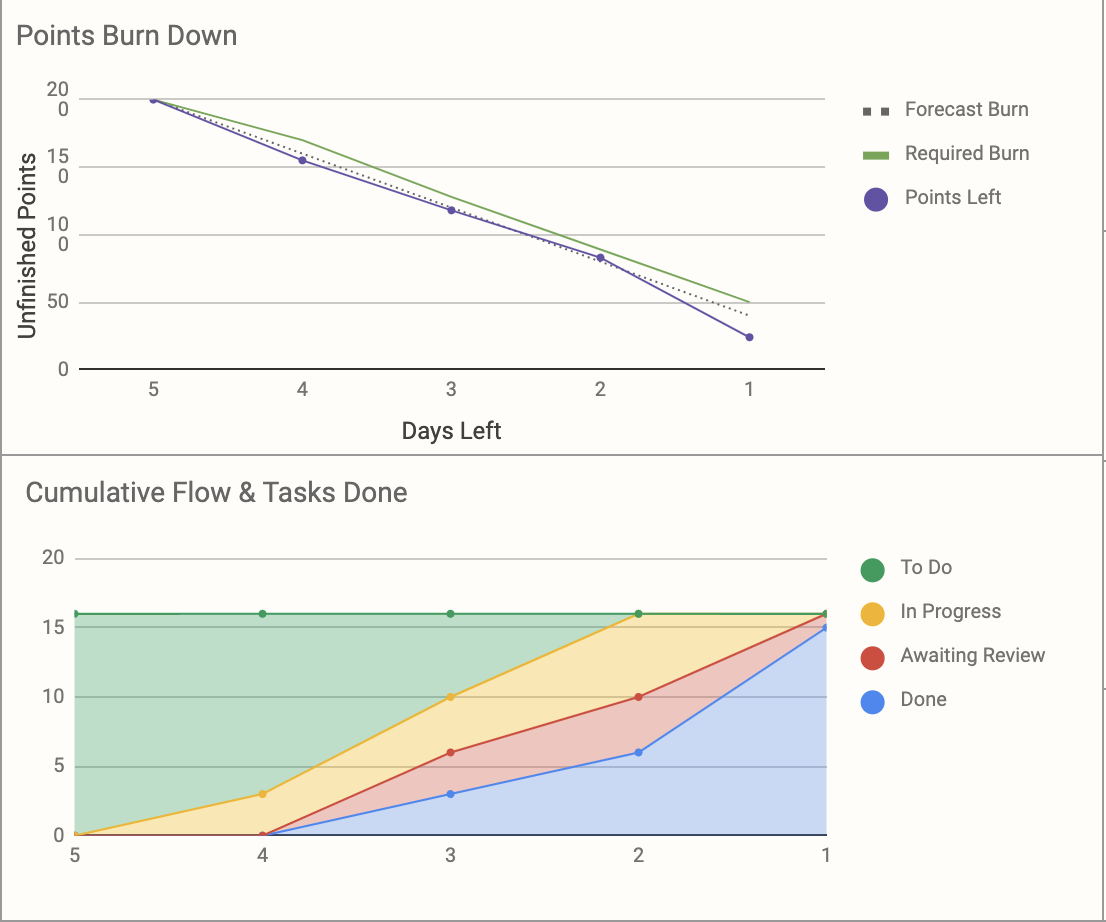 Points Burn Down
20
0
15
0
10
0
50
0
Unfinished Points
5 4 3 2 1
Days Left
Forecast Burn
Required Burn
Points Left
Cumulative Flow & Tasks Done
20
15
10
5
0
5 4 3 2 1
To Do
In Progress
Awaiting Review
Done